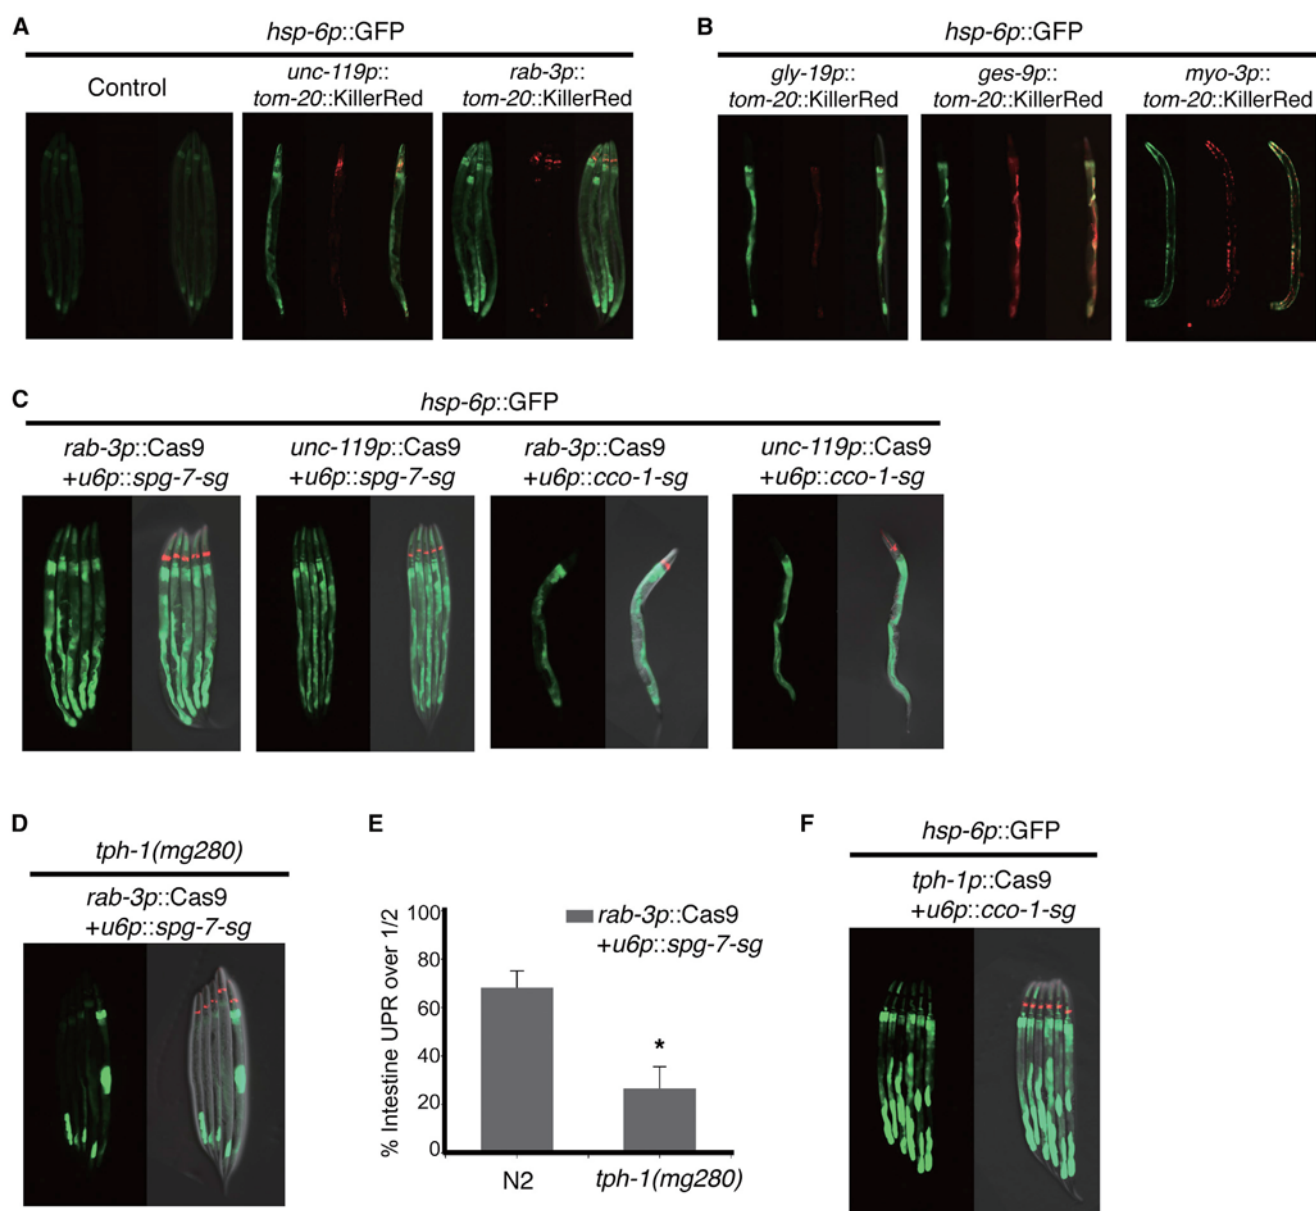 A
hsp-6p::GFP
Control
unc-119p::
tom-20::KillerRed
rab-3p::
tom-20::KillerRed
B
hsp-6p::GFP
gly-19p::
tom-20::KillerRed
ges-9p::
tom-20::KillerRed
myo-3p::
tom-20::KillerRed
C
hsp-6p::GFP
rab-3p::Cas9
+u6p::spg-7-sg
unc-119p::Cas9
+u6p::spg-7-sg
rab-3p::Cas9
+u6p::cco-1-sg
unc-119p::Cas9
+u6p::cco-1-sg
D
tph-1(mg280)
rab-3p::Cas9
+u6p::spg-7-sg
E
% Intestine UPR over 1/2
100
80
60
40
20
0
rab-3p::Cas9
+u6p::spg-7-sg
*
N2
tph-1(mg280)
F
hsp-6p::GFP
tph-1p::Cas9
+u6p::cco-1-sg